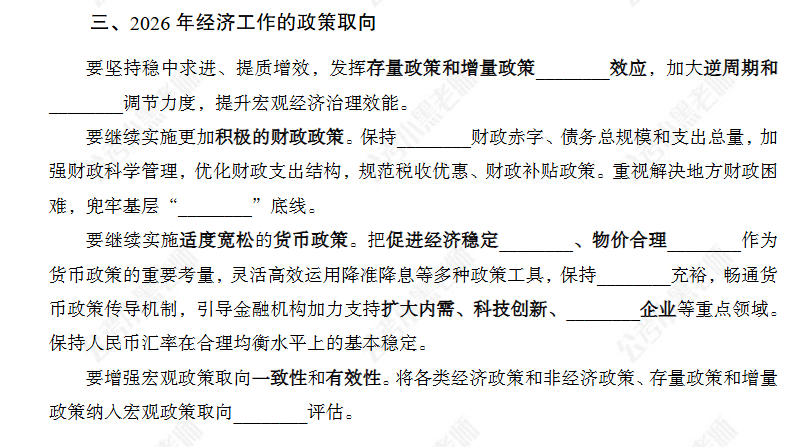 三、2026 年经济工作的政策取向
要坚持稳中求进、提质增效，发挥存量政策和增量政策________效应，加大逆周期和
________调节力度，提升宏观经济治理效能。
要继续实施更加积极的财政政策。保持________财政赤字、债务总规模和支出总量，加
强财政科学管理，优化财政支出结构，规范税收优惠、财政补贴政策。重视解决地方财政困
难，兜牢基层“________”底线。
要继续实施适度宽松的货币政策。把促进经济稳定________、物价合理________作为
货币政策的重要考量，灵活高效运用降准降息等多种政策工具，保持________充裕，畅通货
币政策传导机制，引导金融机构加力支持扩大内需、科技创新、________企业等重点领域。
保持人民币汇率在合理均衡水平上的基本稳定。
要增强宏观政策取向一致性和有效性。将各类经济政策和非经济政策、存量政策和增量
政策纳入宏观政策取向________评估。